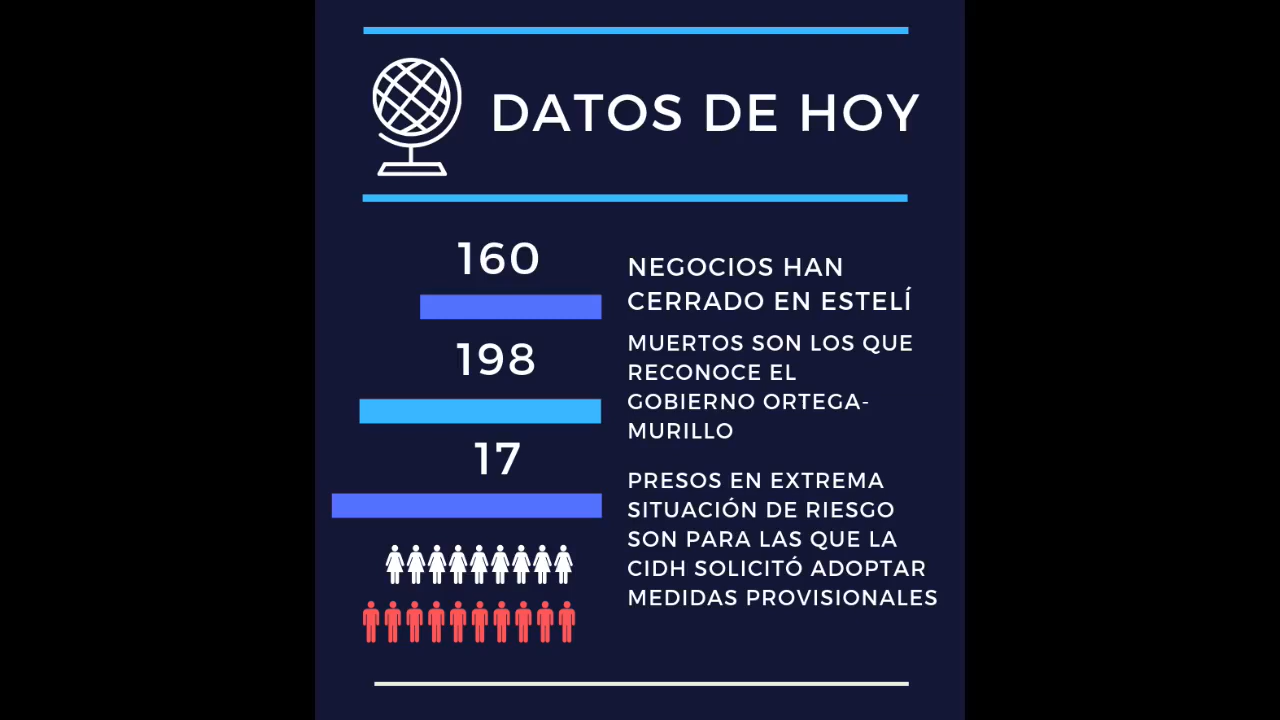 DATOS DE HOY
160
NEGOCIOS HAN
CERRADO EN ESTELÍ
198
MUERTOS SON LOS QUE
RECONOCE EL
GOBIERNO ORTEGA-
MURILLO
17
PRESOS EN EXTREMA
SITUACIÓN DE RIESGO
SON PARA LAS QUE LA
CIDH SOLICITÓ ADOPTAR
MEDIDAS PROVISIONALES